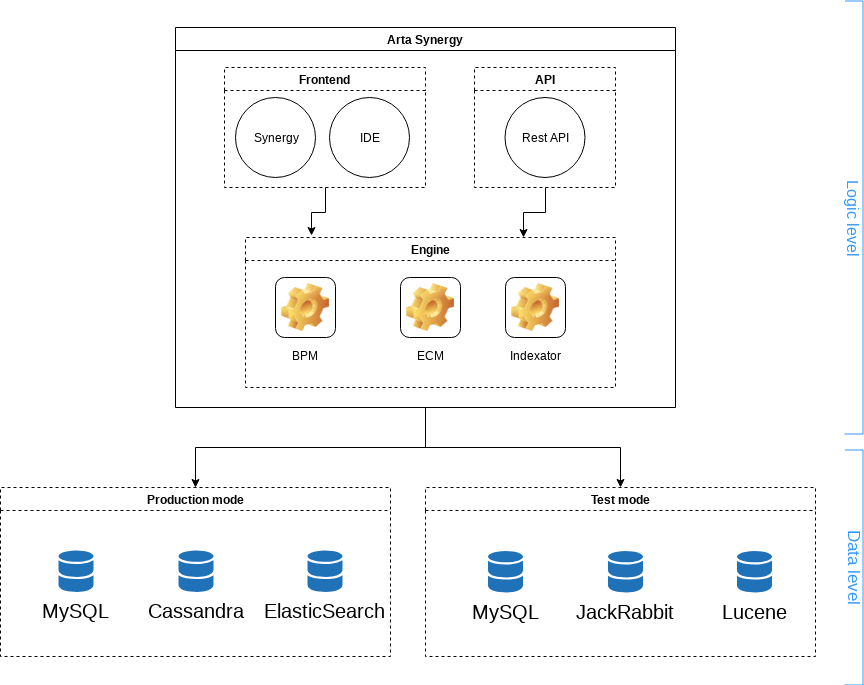 Arta Synergy
Frontend
API
Synergy
IDE
Rest API
Engine
BPM
ECM
Indexator
Logic level
Production mode
Test mode
MySQL
Cassandra
ElasticSearch
MySQL
JackRabbit
Lucene
Data level